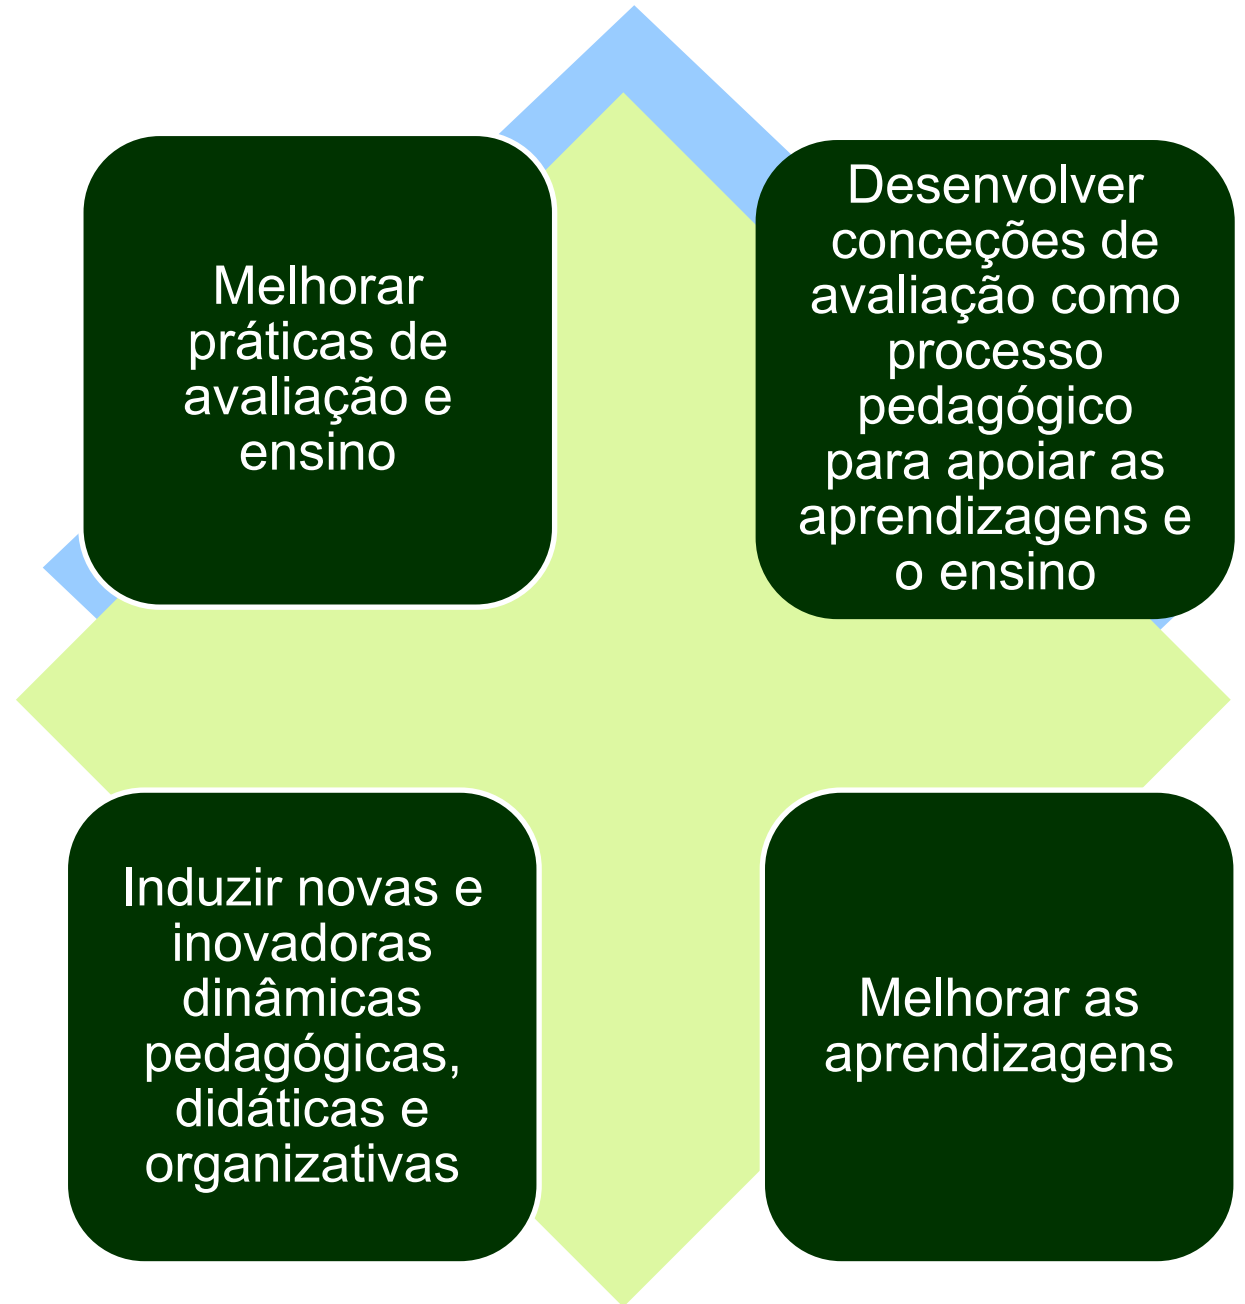 Melhorar
práticas de
avaliação e
ensino
Desenvolver
conceções de
avaliação como
processo
pedagógico
para apoiar as
aprendizagens e
o ensino
Induzir novas e
inovadoras
dinâmicas
pedagógicas,
didáticas e
organizativas
Melhorar as
aprendizagens